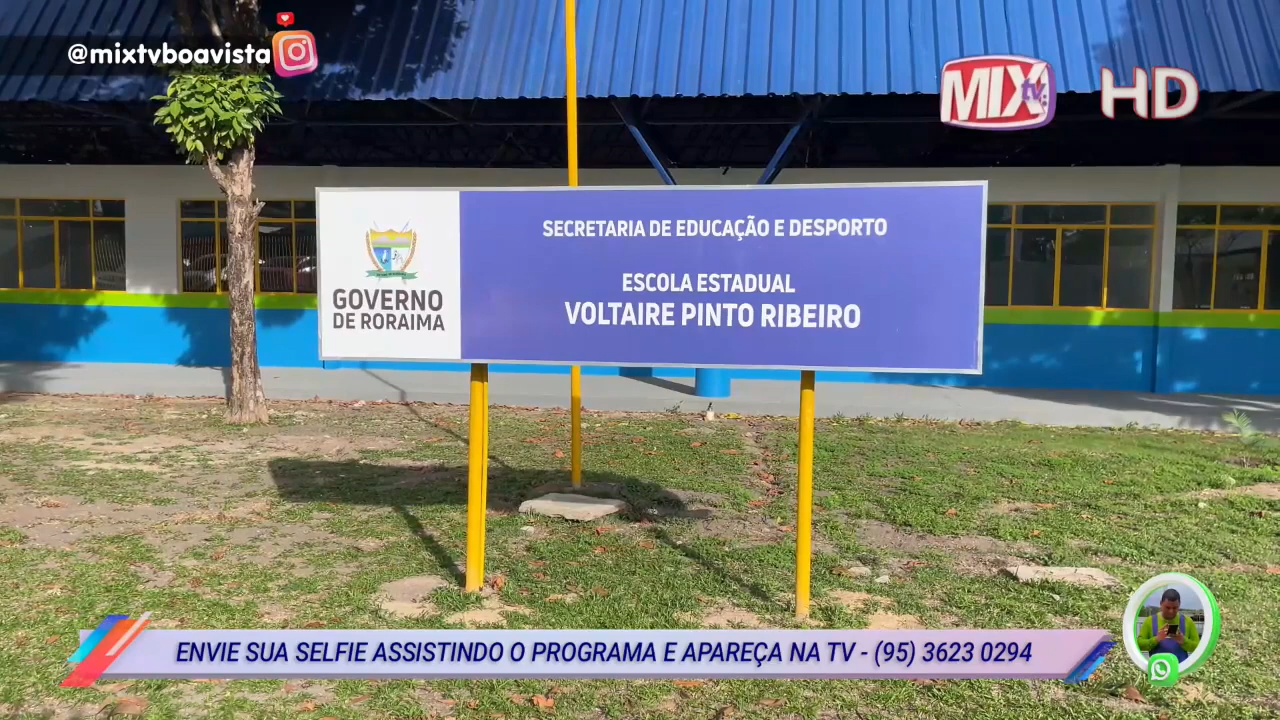 @mixtvboavista
MIX tv
HD
SECRETARIA DE EDUCAÇÃO E DESPORTO
ESCOLA ESTADUAL
VOLTAIRE PINTO RIBEIRO
GOVERNO
DE RORAIMA
ENVIE SUA SELFIE ASSISTINDO O PROGRAMA E APAREÇA NA TV - (95) 3623 0294